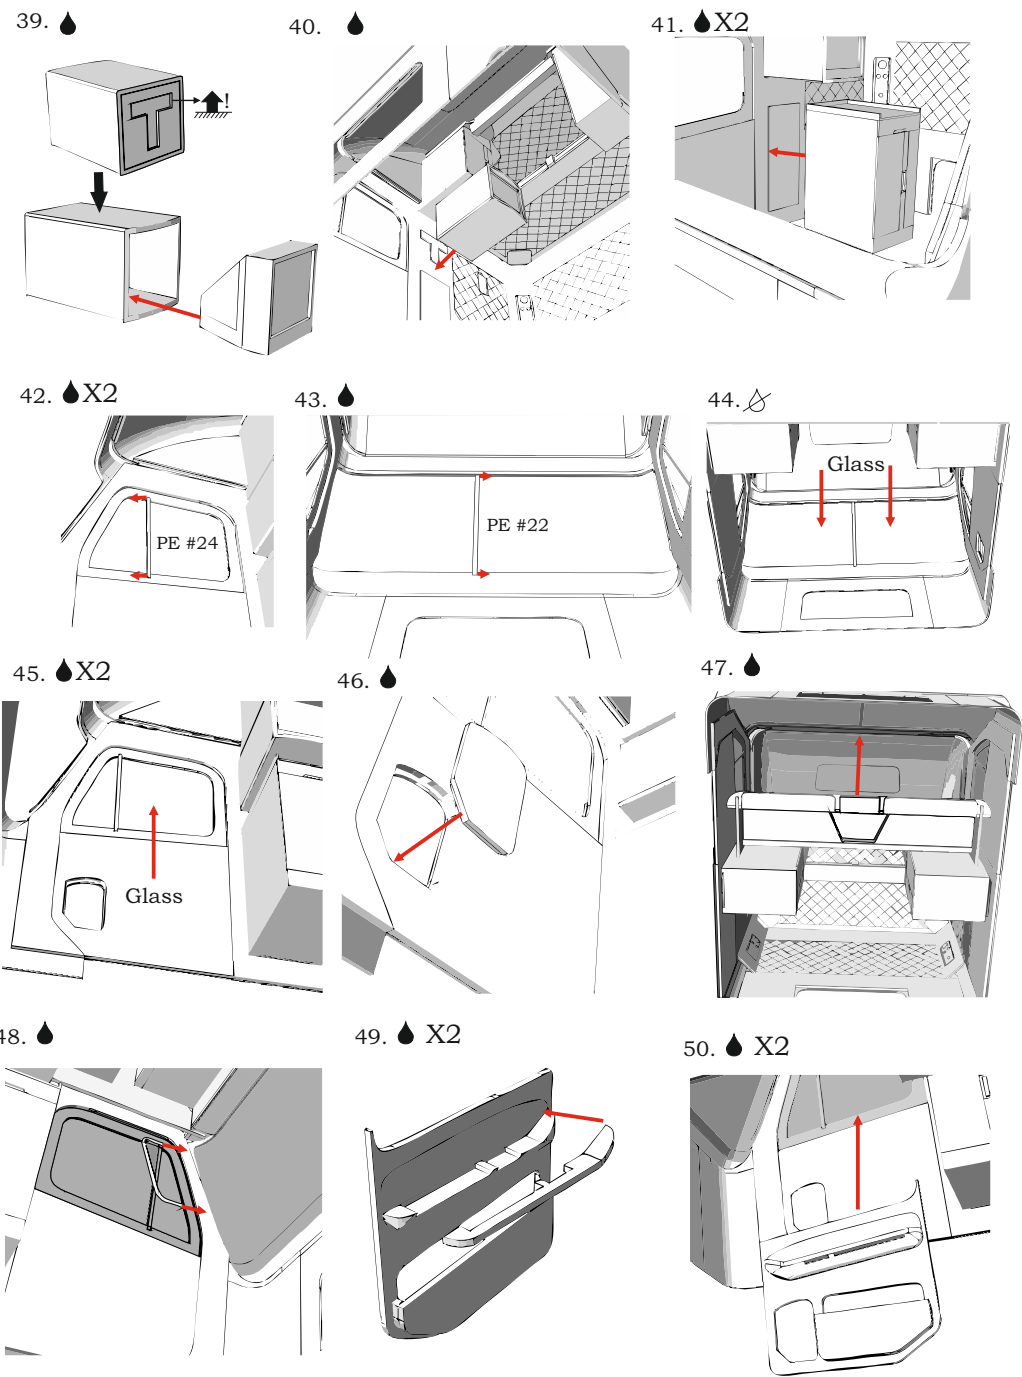 39.
40.
41. X2
T
!
42. X2
43.
44.
Glass
PE #24
PE #22
45. X2
46.
47.
Glass
48.
49. X2
50. X2